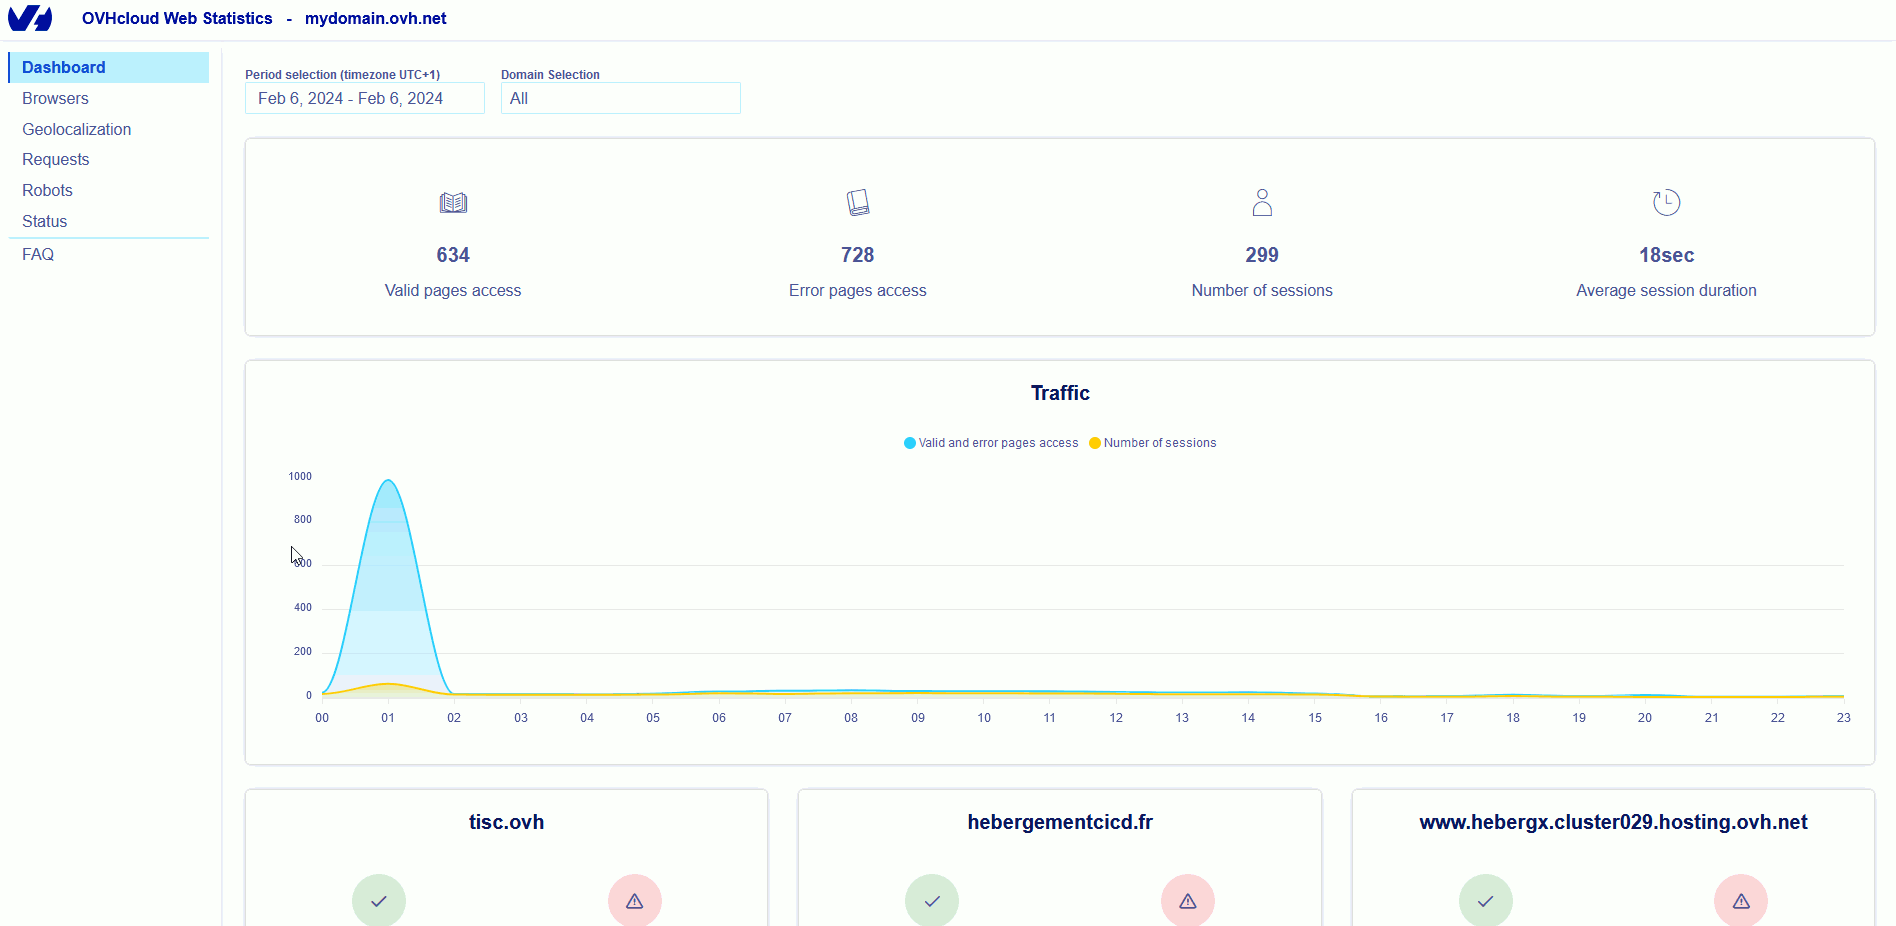 OVHcloud Web Statistics - mydomain.ovh.net
Dashboard
Browsers
Geolocalization
Requests
Robots
Status
FAQ
Period selection (timezone UTC+1)
Feb 6, 2024 - Feb 6, 2024
Domain Selection
All
634
Valid pages access
728
Error pages access
299
Number of sessions
18sec
Average session duration
Traffic
Valid and error pages access
Number of sessions
1000
800
600
400
200
0
00 01 02 03 04 05 06 07 08 09 10 11 12 13 14 15 16 17 18 19 20 21 22 23
tisc.ovh
hebergementcicd.fr
www.hebergx.cluster029.hosting.ovh.net